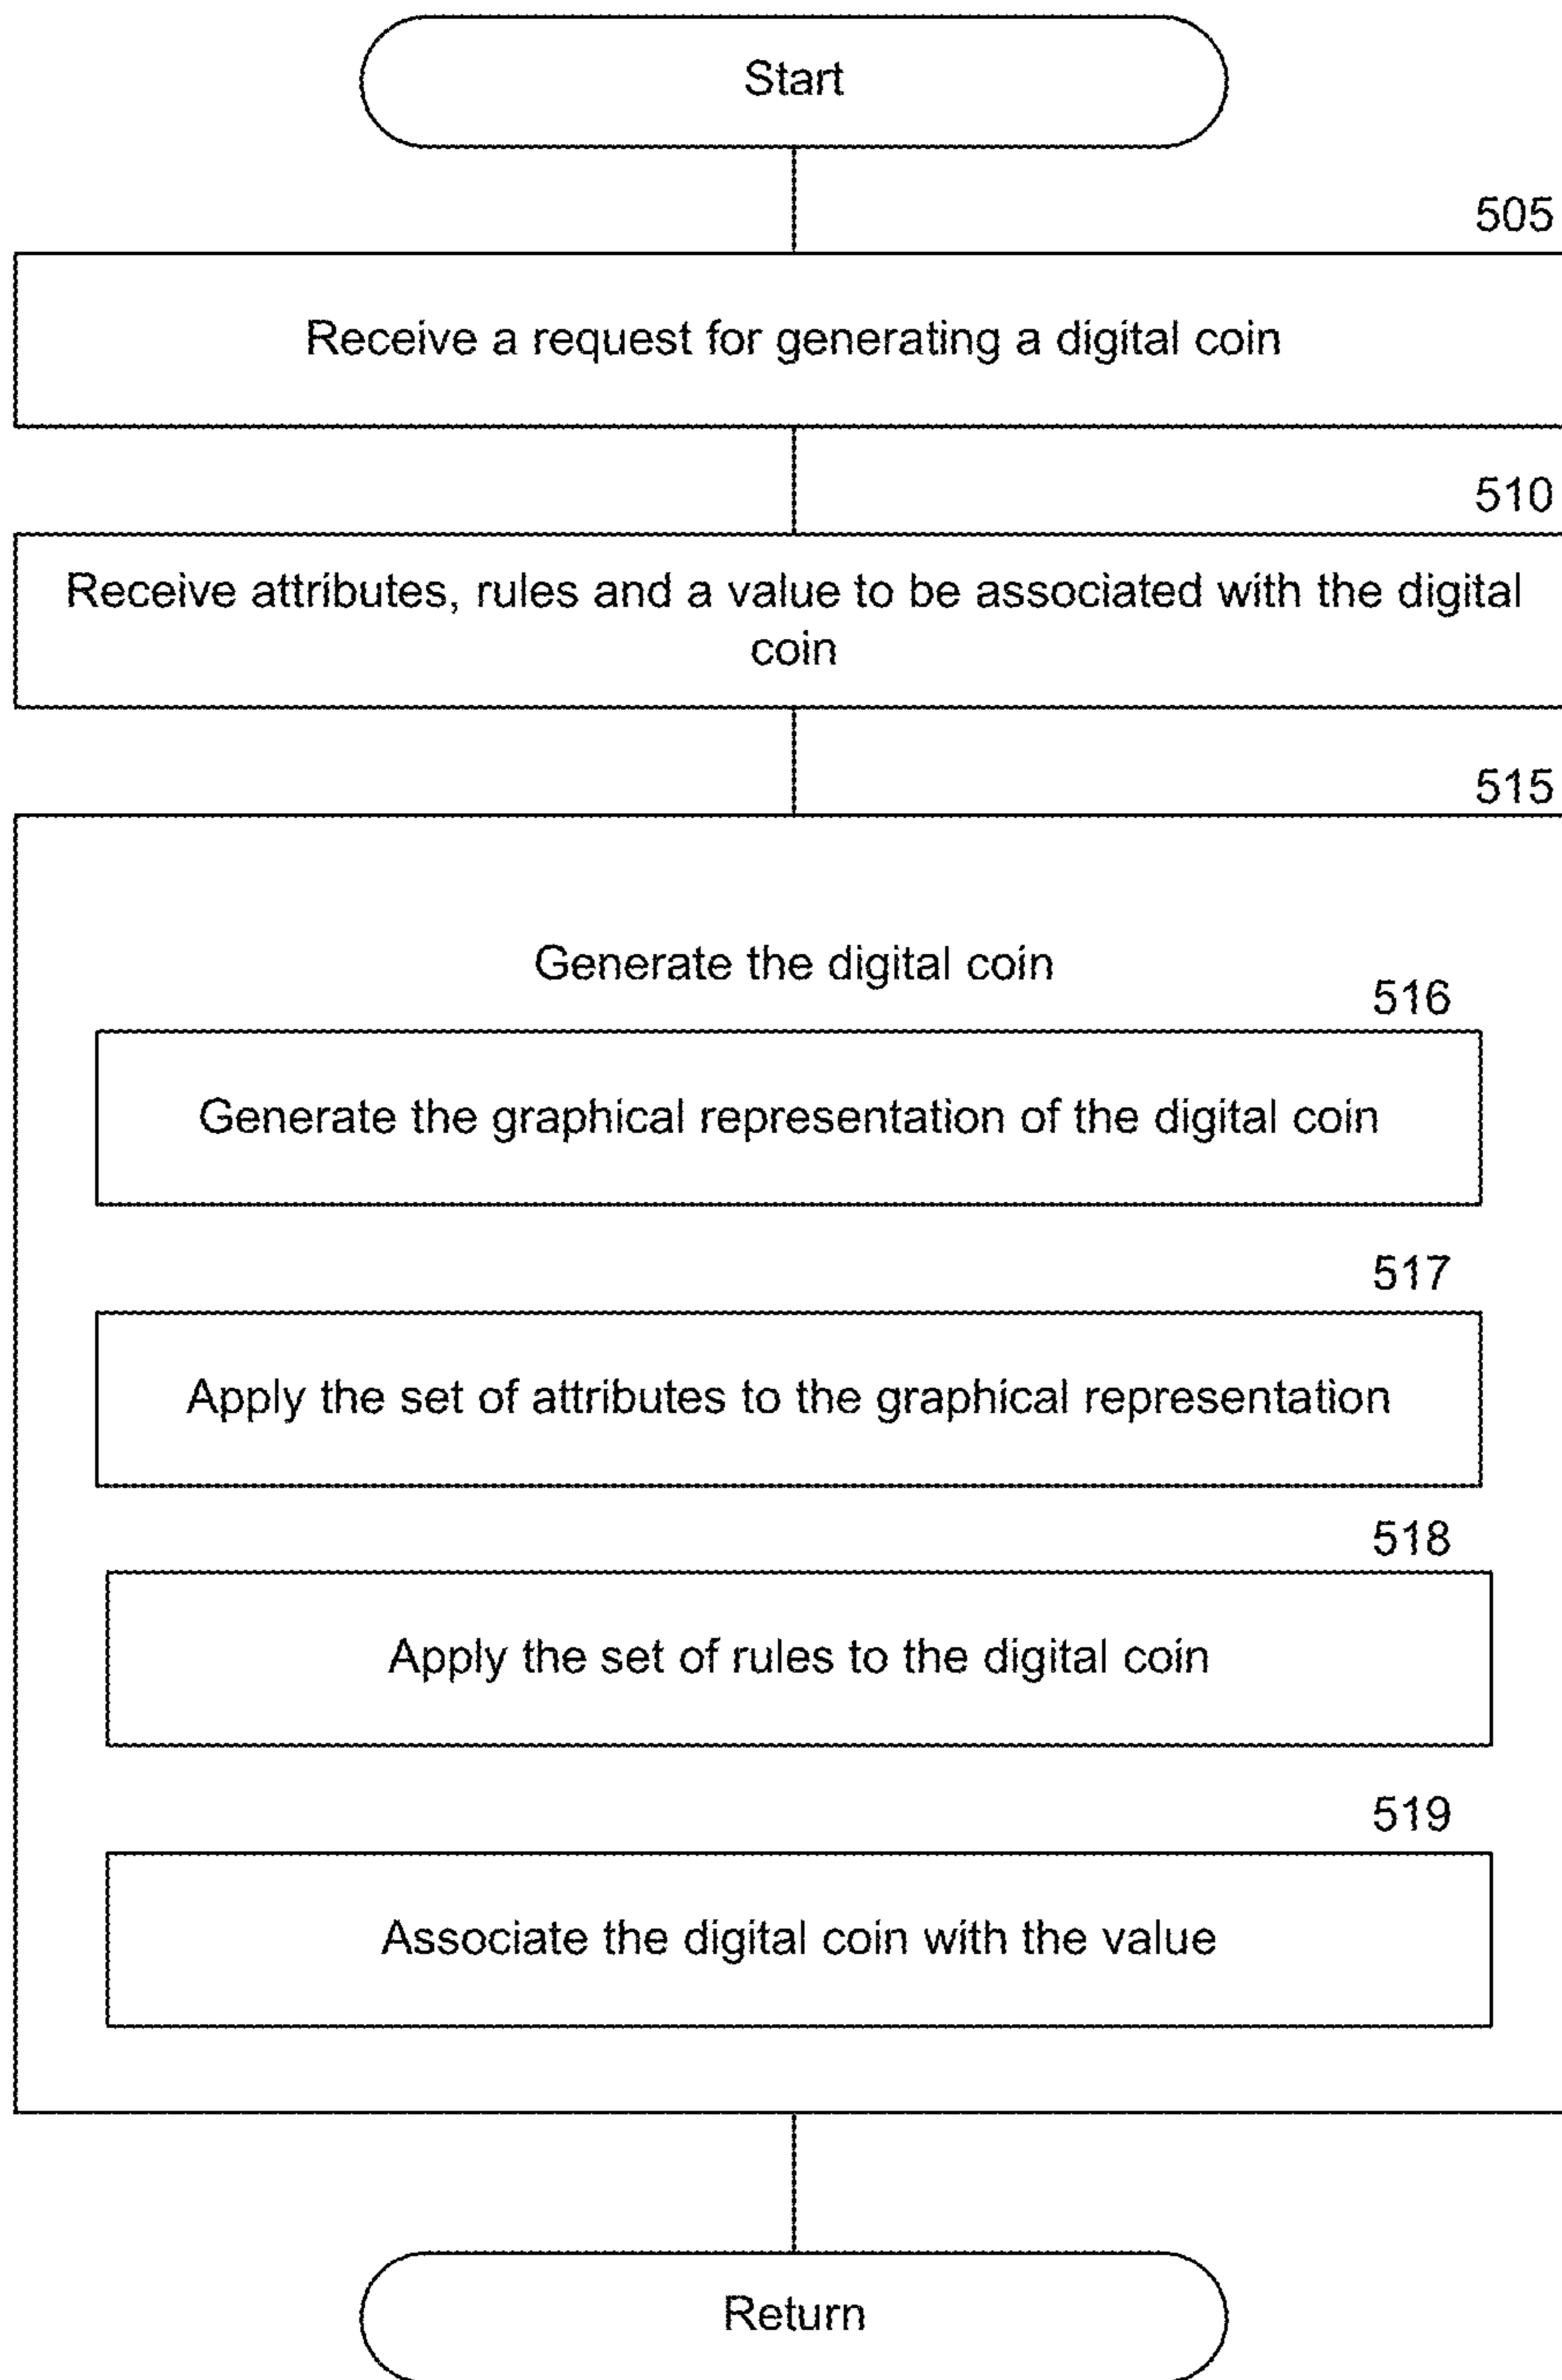 Start
505
Receive a request for generating a digital coin
510
Receive attributes, rules and a value to be associated with the digital
coin
515
Generate the digital coin
516
Generate the graphical representation of the digital coin
517
Apply the set of attributes to the graphical representation
518
Apply the set of rules to the digital coin
519
Associate the digital coin with the value
Return